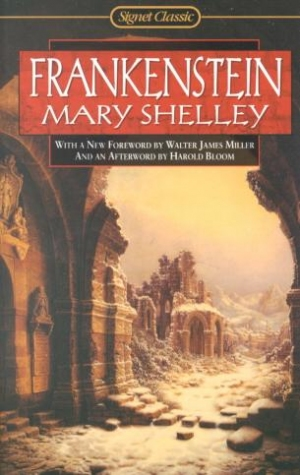 Signet Classic
FRANKENSTEIN
MARY SHELLEY
WITH A NEW FOREWORD BY WALTER JAMES MILLER
AND AN AFTERWORD BY HAROLD BLOOM